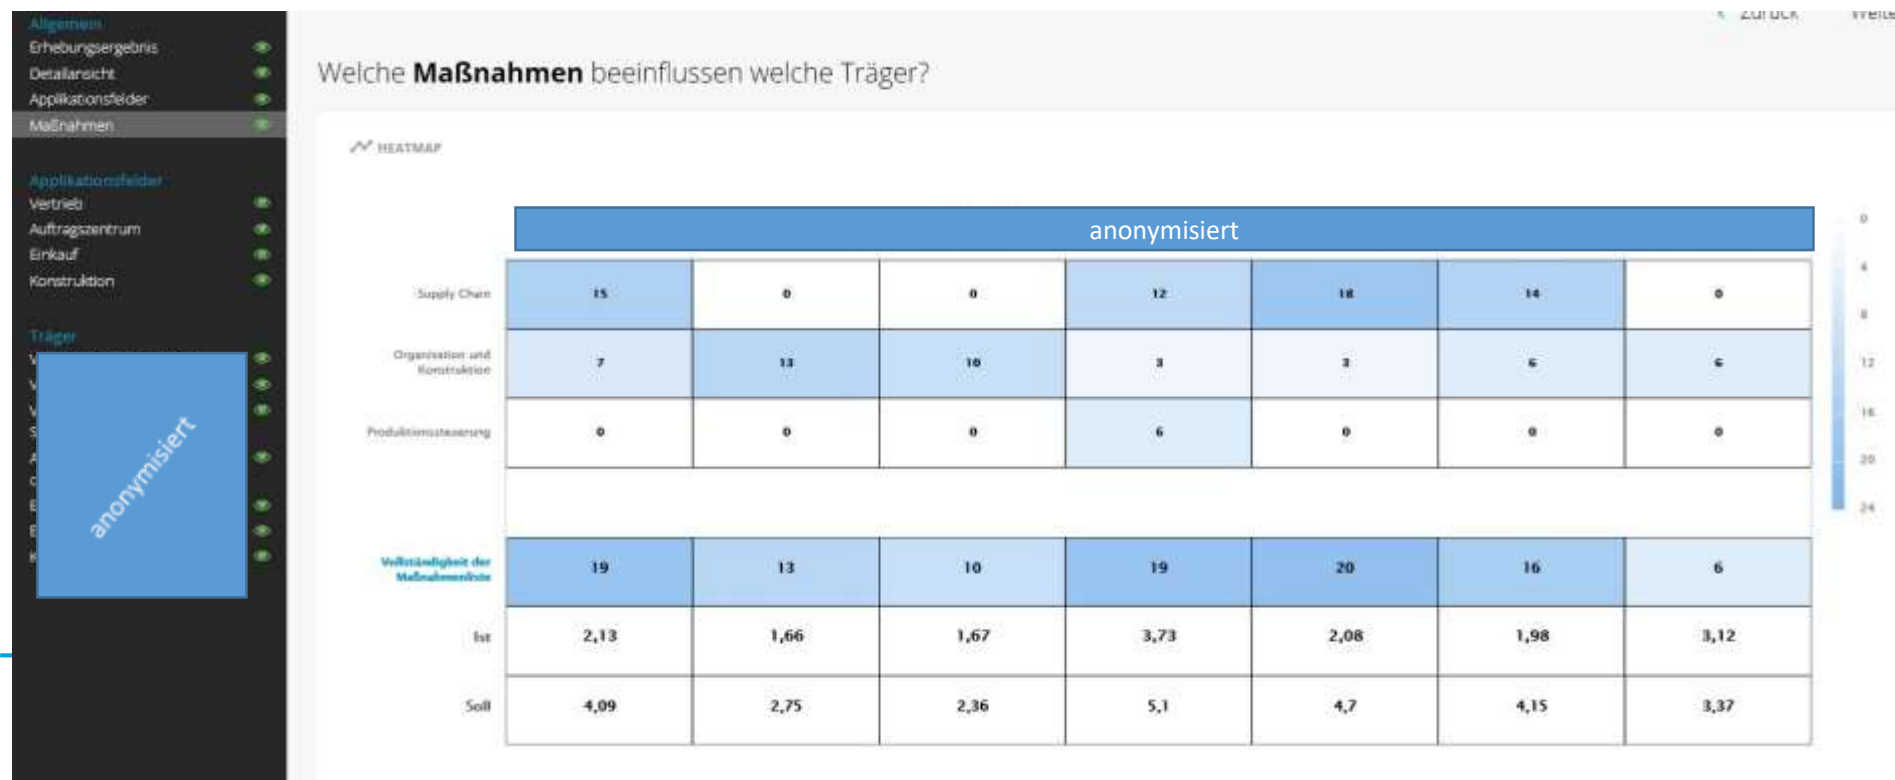 Allgemein
Erhebungsergebnis
Detailansicht
Applikationsfelder
Maßnahmen
Applikationsfelder
Vertrieb
Auftragszentrum
Einkauf
Konstruktion
Träger
anonymisiert
Zurück
Welche Maßnahmen beeinflussen welche Träger?
HEATMAP
anonymisiert
Supply Chain 15 0 0 12 18 14 0
Organisation und
Konstruktion 7 13 10 3 3 6 6
Produktionssteuerung 0 0 0 6 0 0 0
Vollständigkeit der
Maßnahmenliste 19 13 10 19 20 16 6
Ist 2,13 1,66 1,67 3,73 2,08 1,98 3,12
Soll 4,09 2,75 2,36 5,1 4,7 4,15 3,37
0
4
8
12
16
20
24